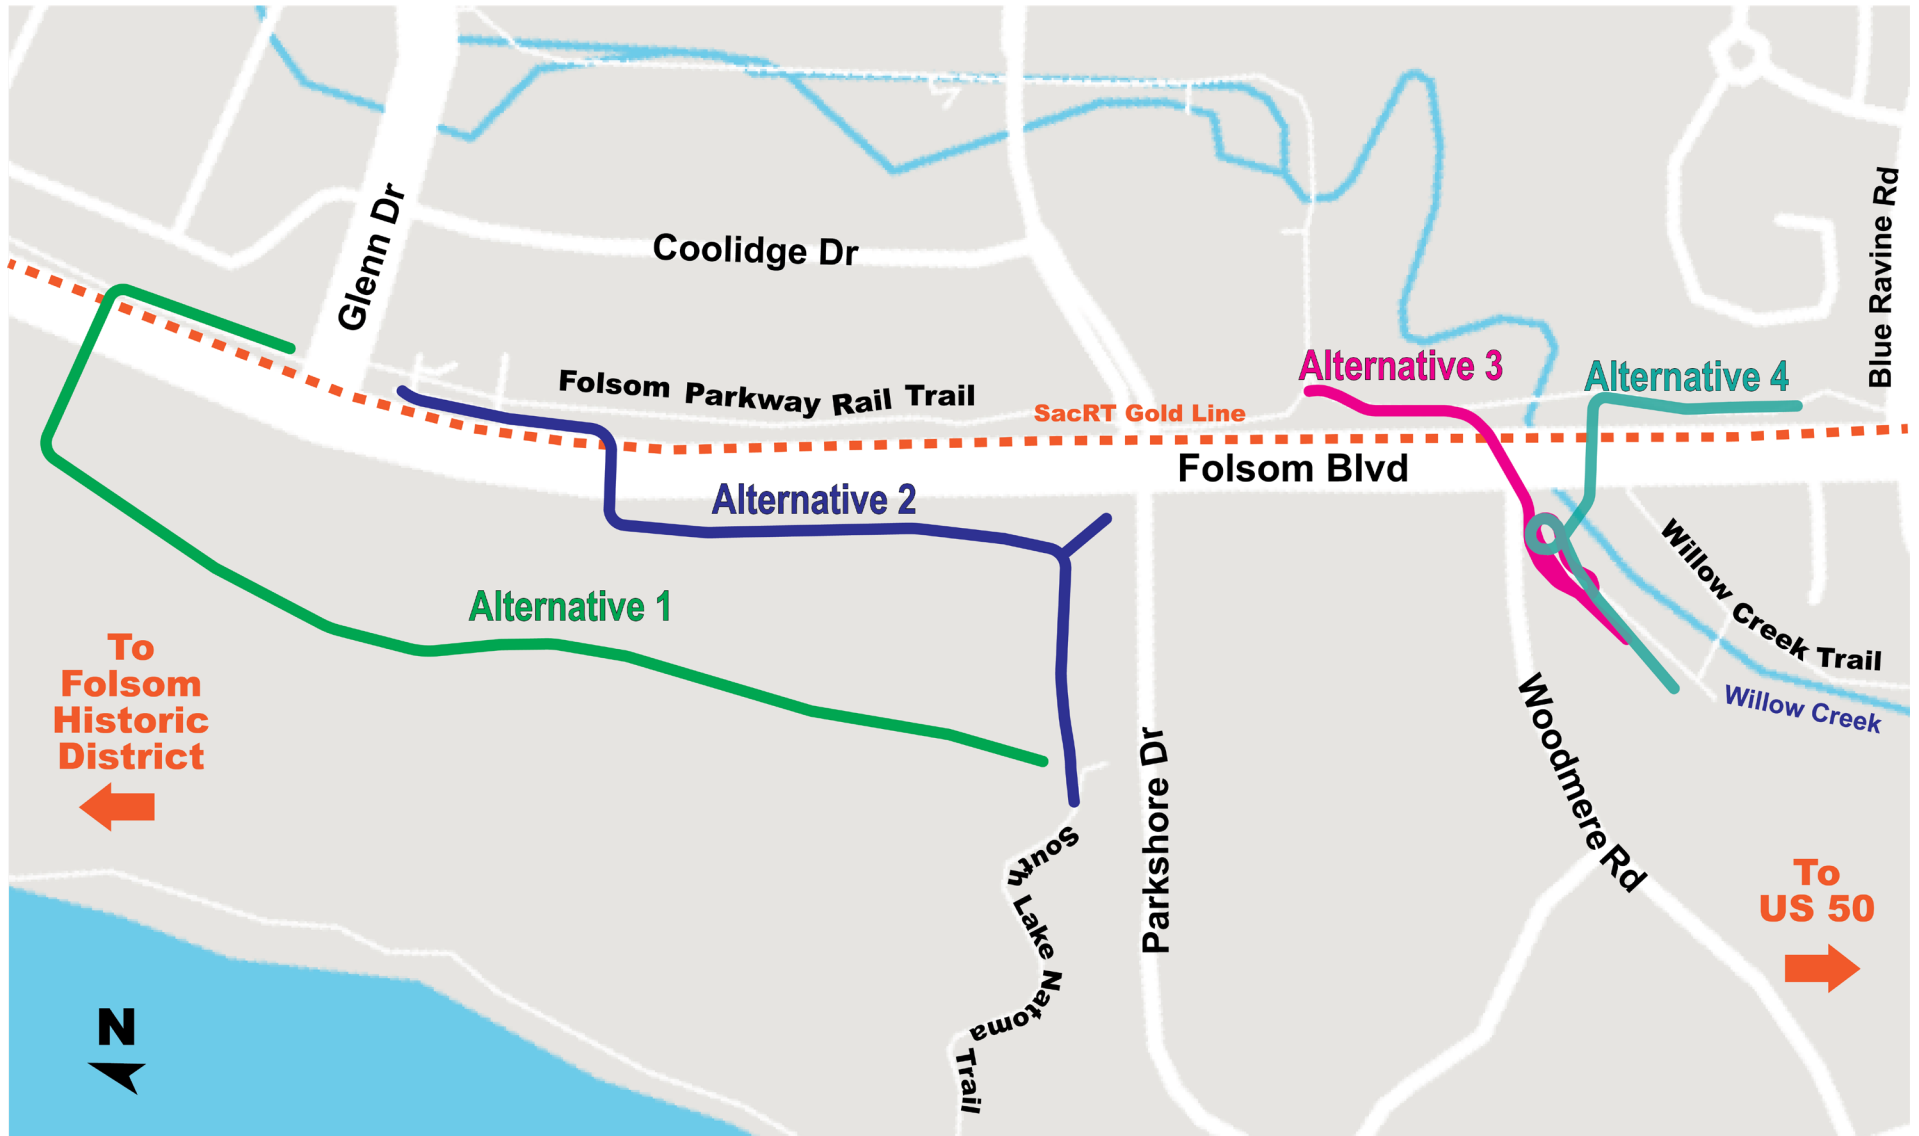 Glenn Dr
Coolidge Dr
Blue Ravine Rd
Folsom Parkway Rail Trail
SacRT Gold Line
Alternative 3
Alternative 4
Folsom Blvd
Alternative 2
Alternative 1
Willow Creek Trail
Willow Creek
To
Folsom
Historic
District
Parkshore Dr
Woodmere Rd
South Lake Natoma Trail
To
US 50
N